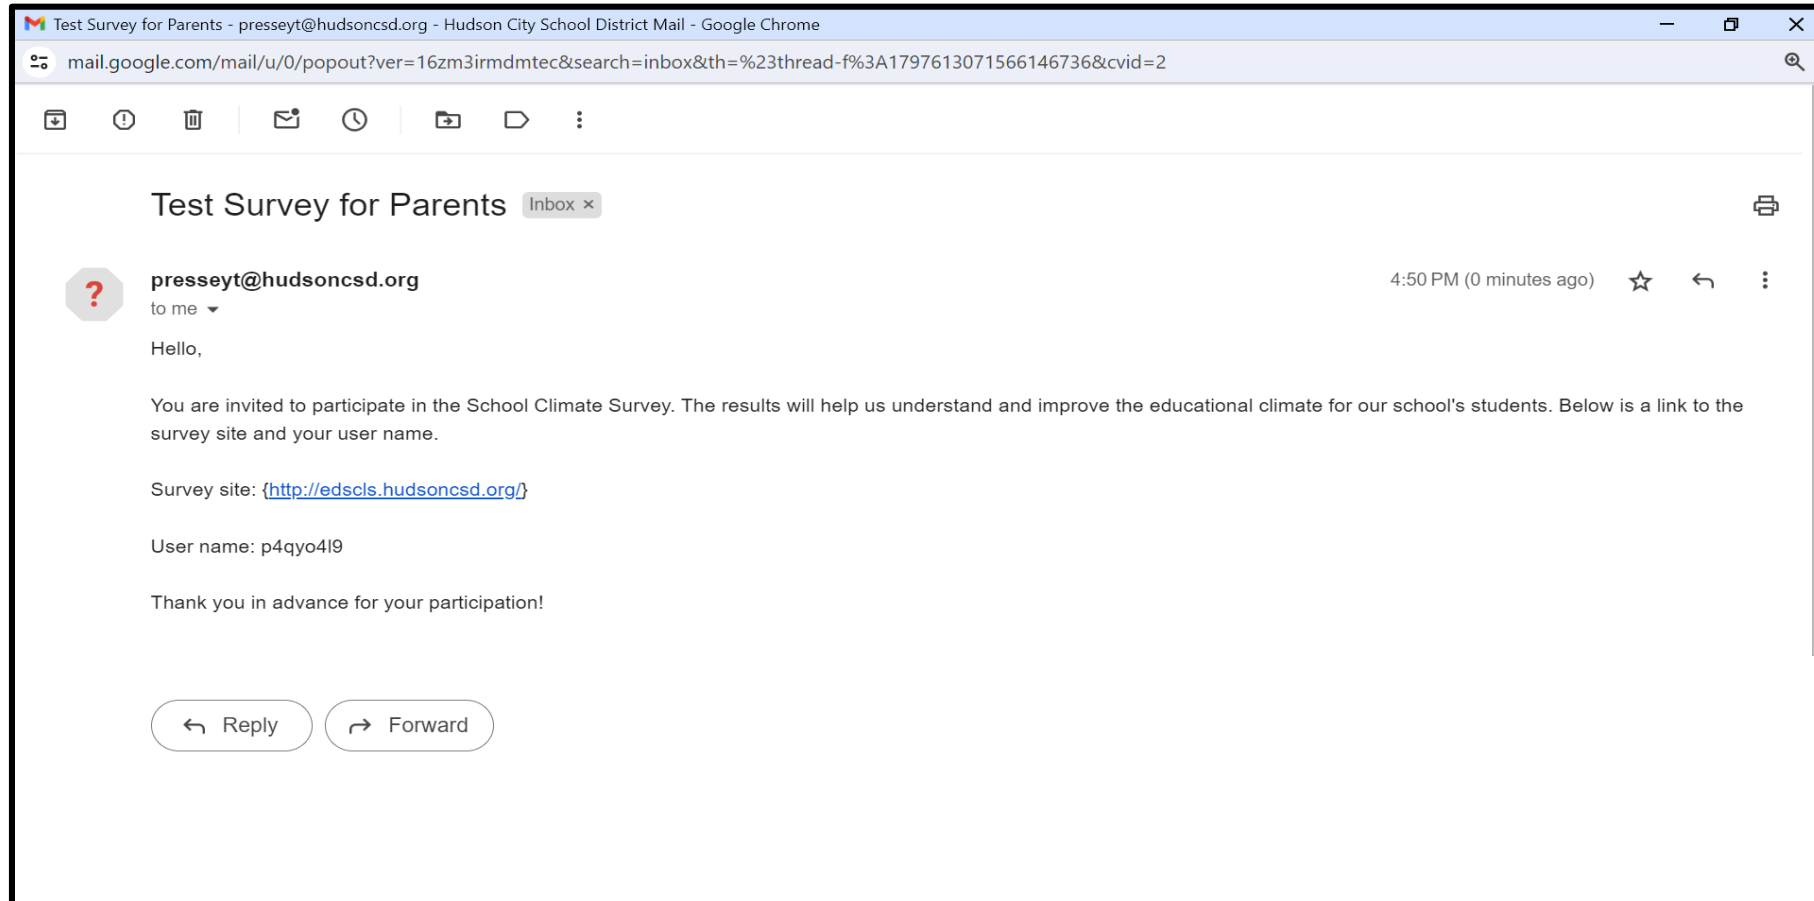 Test Survey for Parents - presseyt@hudsoncsd.org - Hudson City School District Mail - Google Chrome
mail.google.com/mail/u/0/popout?ver=16zm3irmdmtec&search=inbox&th=%23thread-f%3A1797613071566146736&cvid=2
Test Survey for Parents Inbox ×
? presseyt@hudsoncsd.org 4:50 PM (0 minutes ago)
to me
Hello,
You are invited to participate in the School Climate Survey. The results will help us understand and improve the educational climate for our school's students. Below is a link to the
survey site and your user name.
Survey site: {http://edscls.hudsoncsd.org/}
User name: p4qyo4l9
Thank you in advance for your participation!
Reply Forward